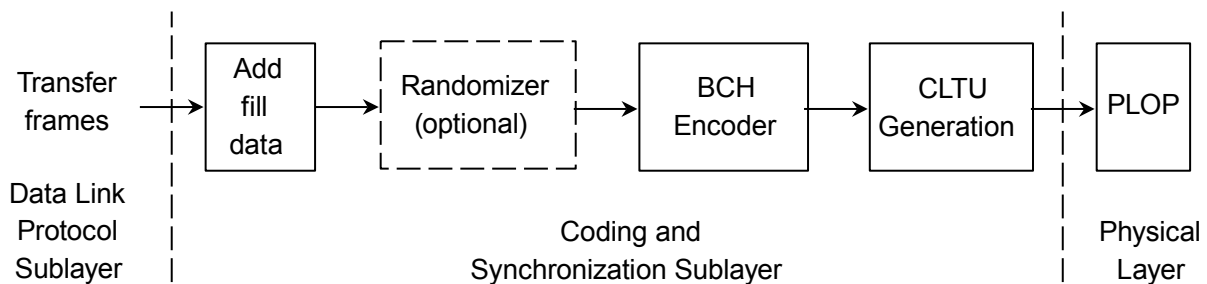 Transfer
frames
Add
fill
data
Randomizer
(optional)
BCH
Encoder
CLTU
Generation
PLOP
Data Link
Protocol
Sublayer
Coding and
Synchronization Sublayer
Physical
Layer